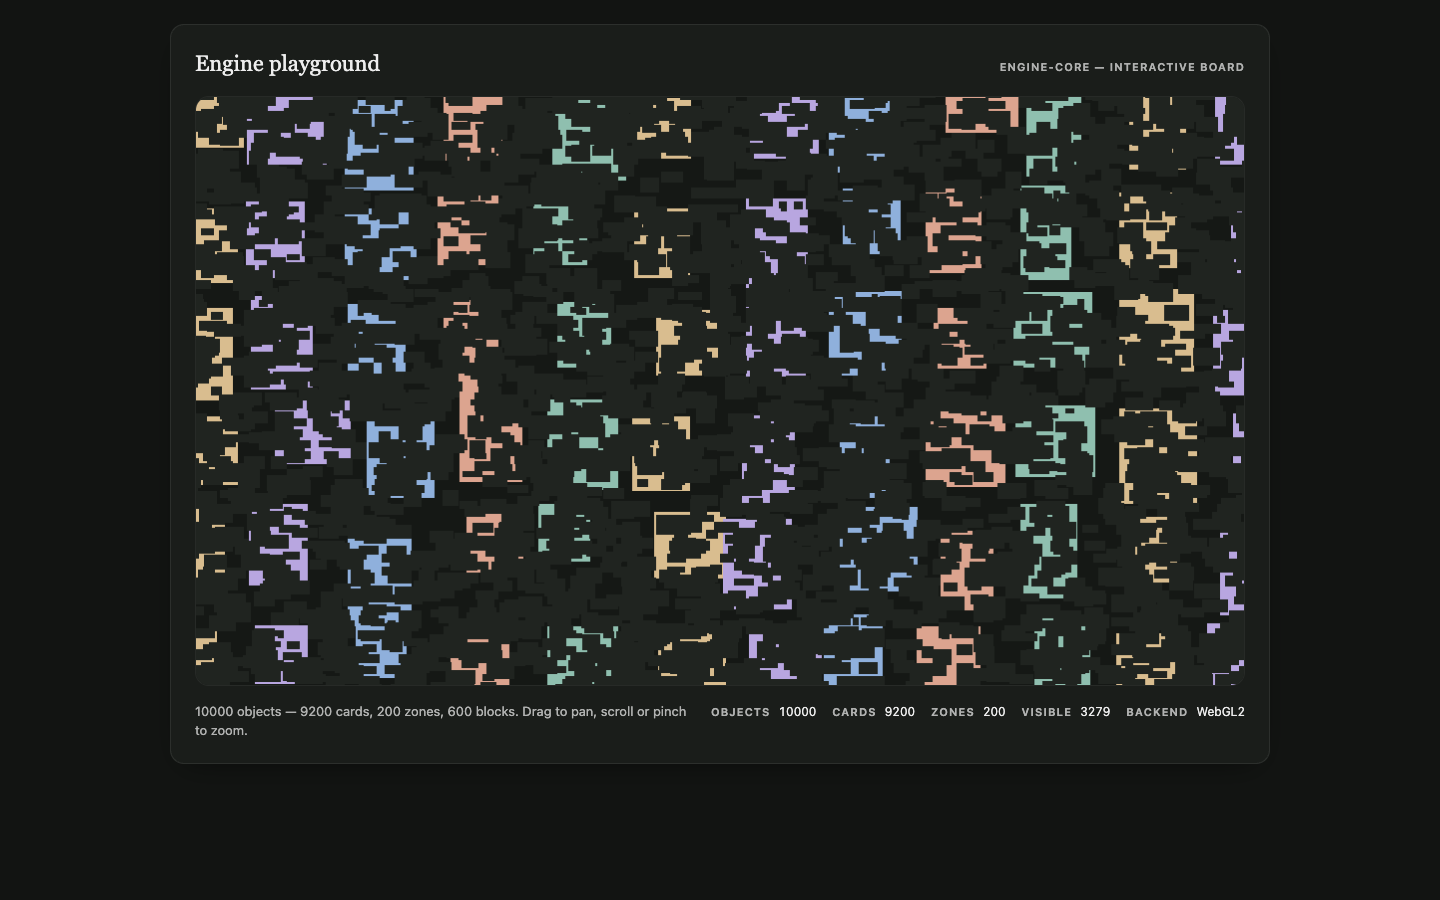 Engine playground
ENGINE-CORE — INTERACTIVE BOARD
10000 objects — 9200 cards, 200 zones, 600 blocks. Drag to pan, scroll or pinch
to zoom.
OBJECTS 10000 CARDS 9200 ZONES 200 VISIBLE 3279 BACKEND WebGL2